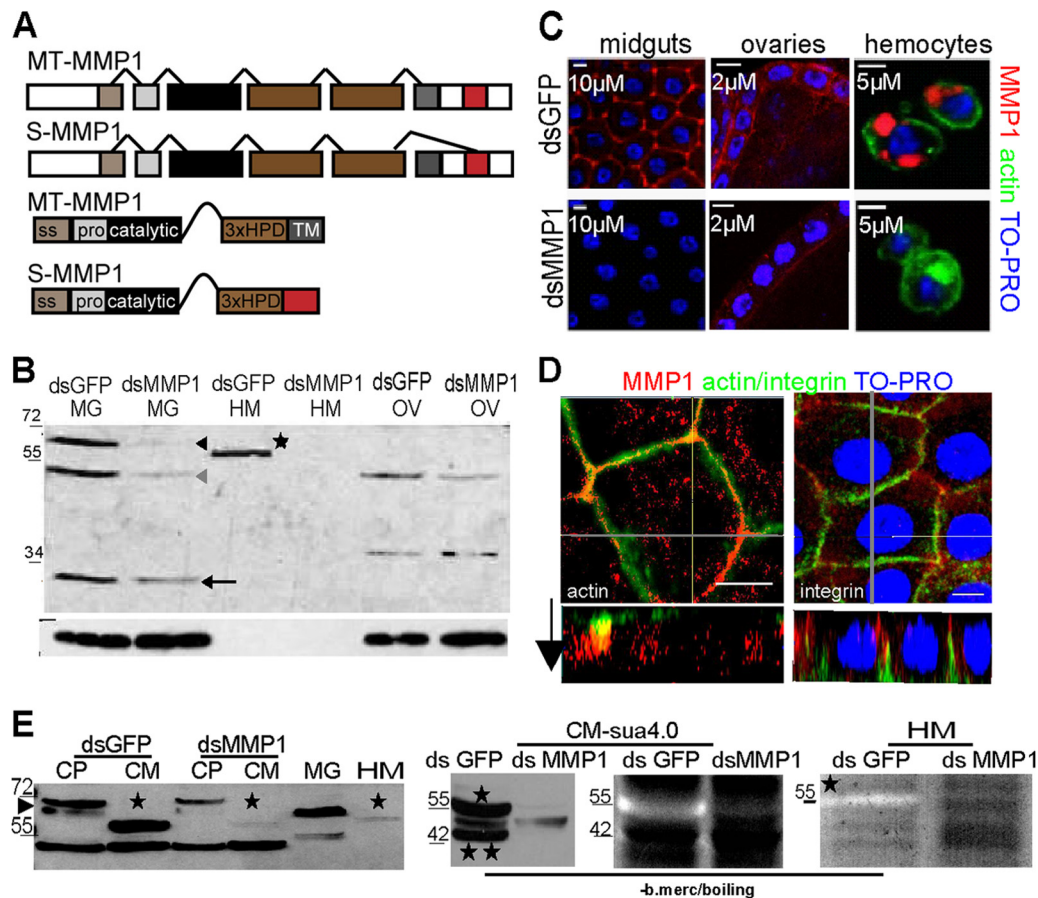 A
MT-MMP1
S-MMP1
MT-MMP1
ss pro catalytic 3xHPD TM
S-MMP1
ss pro catalytic 3xHPD
B
dsGFP dsMMP1 dsGFP dsMMP1 dsGFP dsMMP1
MG MG HM HM OV OV
72
55
34
C
midguts ovaries hemocytes
dsGFP
10µM 2µM 5µM
dsMMP1
10µM 2µM 5µM
MMP1 actin TO-PRO
D
MMP1 actin/integrin TO-PRO
actin integrin
E
dsGFP dsMMP1
CP CM CP CM MG HM
72
55
CM-sua4.0
ds GFP ds MMP1 ds GFP dsMMP1
55
42
55
42
HM
ds GFP ds MMP1
55
-b.merc/boiling